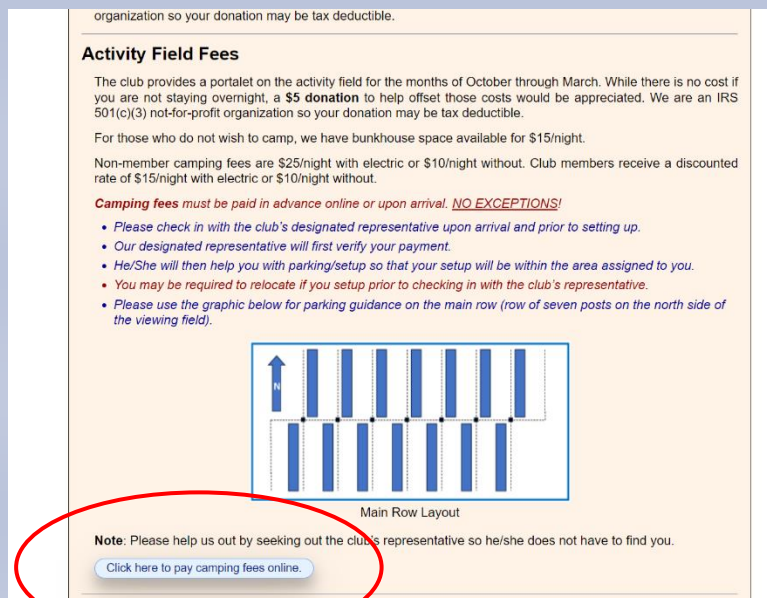 organization so your donation may be tax deductible.
Activity Field Fees
The club provides a portalet on the activity field for the months of October through March. While there is no cost if
you are not staying overnight, a $5 donation to help offset those costs would be appreciated. We are an IRS
501(c)(3) not-for-profit organization so your donation may be tax deductible.
For those who do not wish to camp, we have bunkhouse space available for $15/night.
Non-member camping fees are $25/night with electric or $10/night without. Club members receive a discounted
rate of $15/night with electric or $10/night without.
Camping fees must be paid in advance online or upon arrival. NO EXCEPTIONS!
• Please check in with the club's designated representative upon arrival and prior to setting up.
• Our designated representative will first verify your payment.
• He/She will then help you with parking/setup so that your setup will be within the area assigned to you.
• You may be required to relocate if you setup prior to checking in with the club's representative.
• Please use the graphic below for parking guidance on the main row (row of seven posts on the north side of
the viewing field).
N
Main Row Layout
Note: Please help us out by seeking out the club's representative so he/she does not have to find you.
Click here to pay camping fees online.